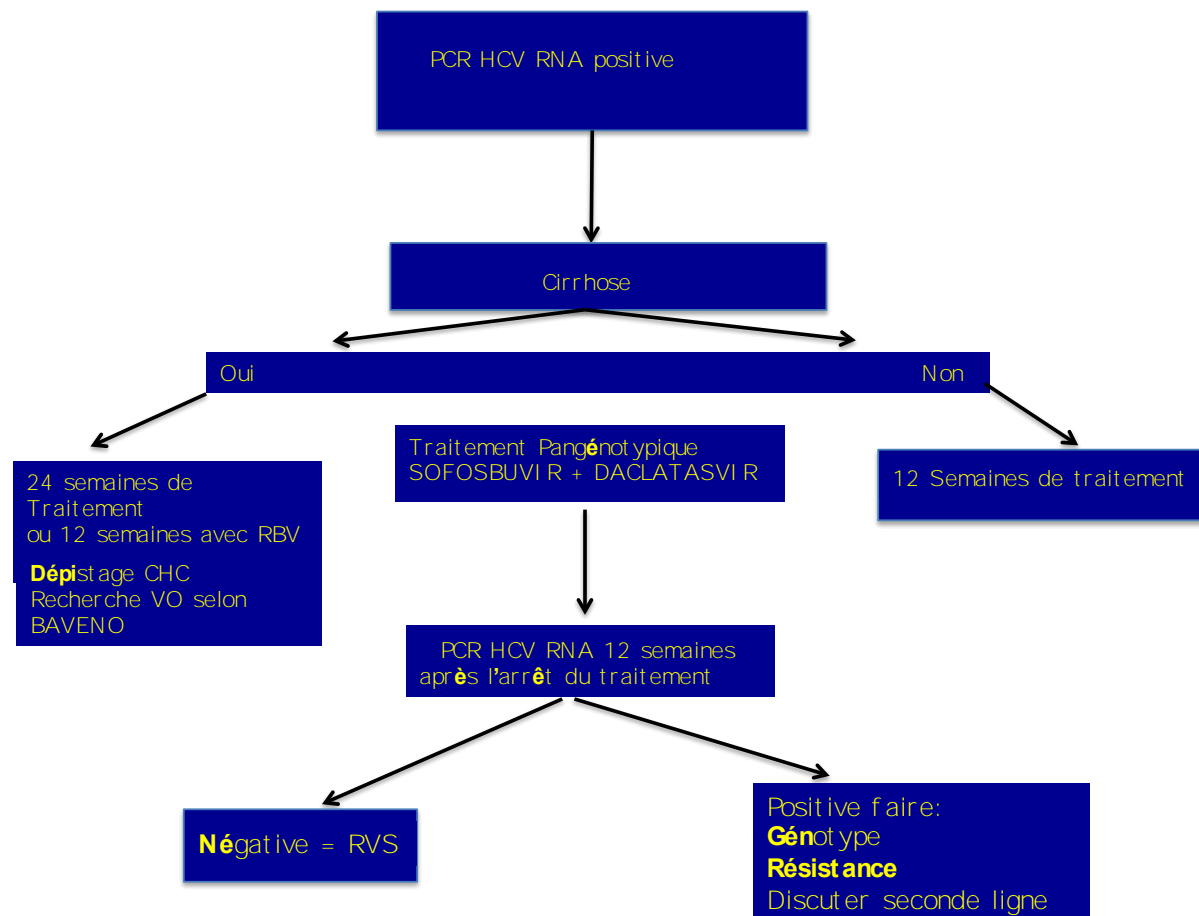 PCR HCV RNA positive
Cirrhose
Oui
Non
Traitement Pangénotypique
SOFOSBUVIR + DACLATASVIR
24 semaines de
Traitement
ou 12 semaines avec RBV
Dépistage CHC
Recherche VO selon
BAVENO
12 Semaines de traitement
PCR HCV RNA 12 semaines
après l'arrêt du traitement
Négative = RVS
Positive faire:
Génotype
Résistance
Discuter seconde ligne